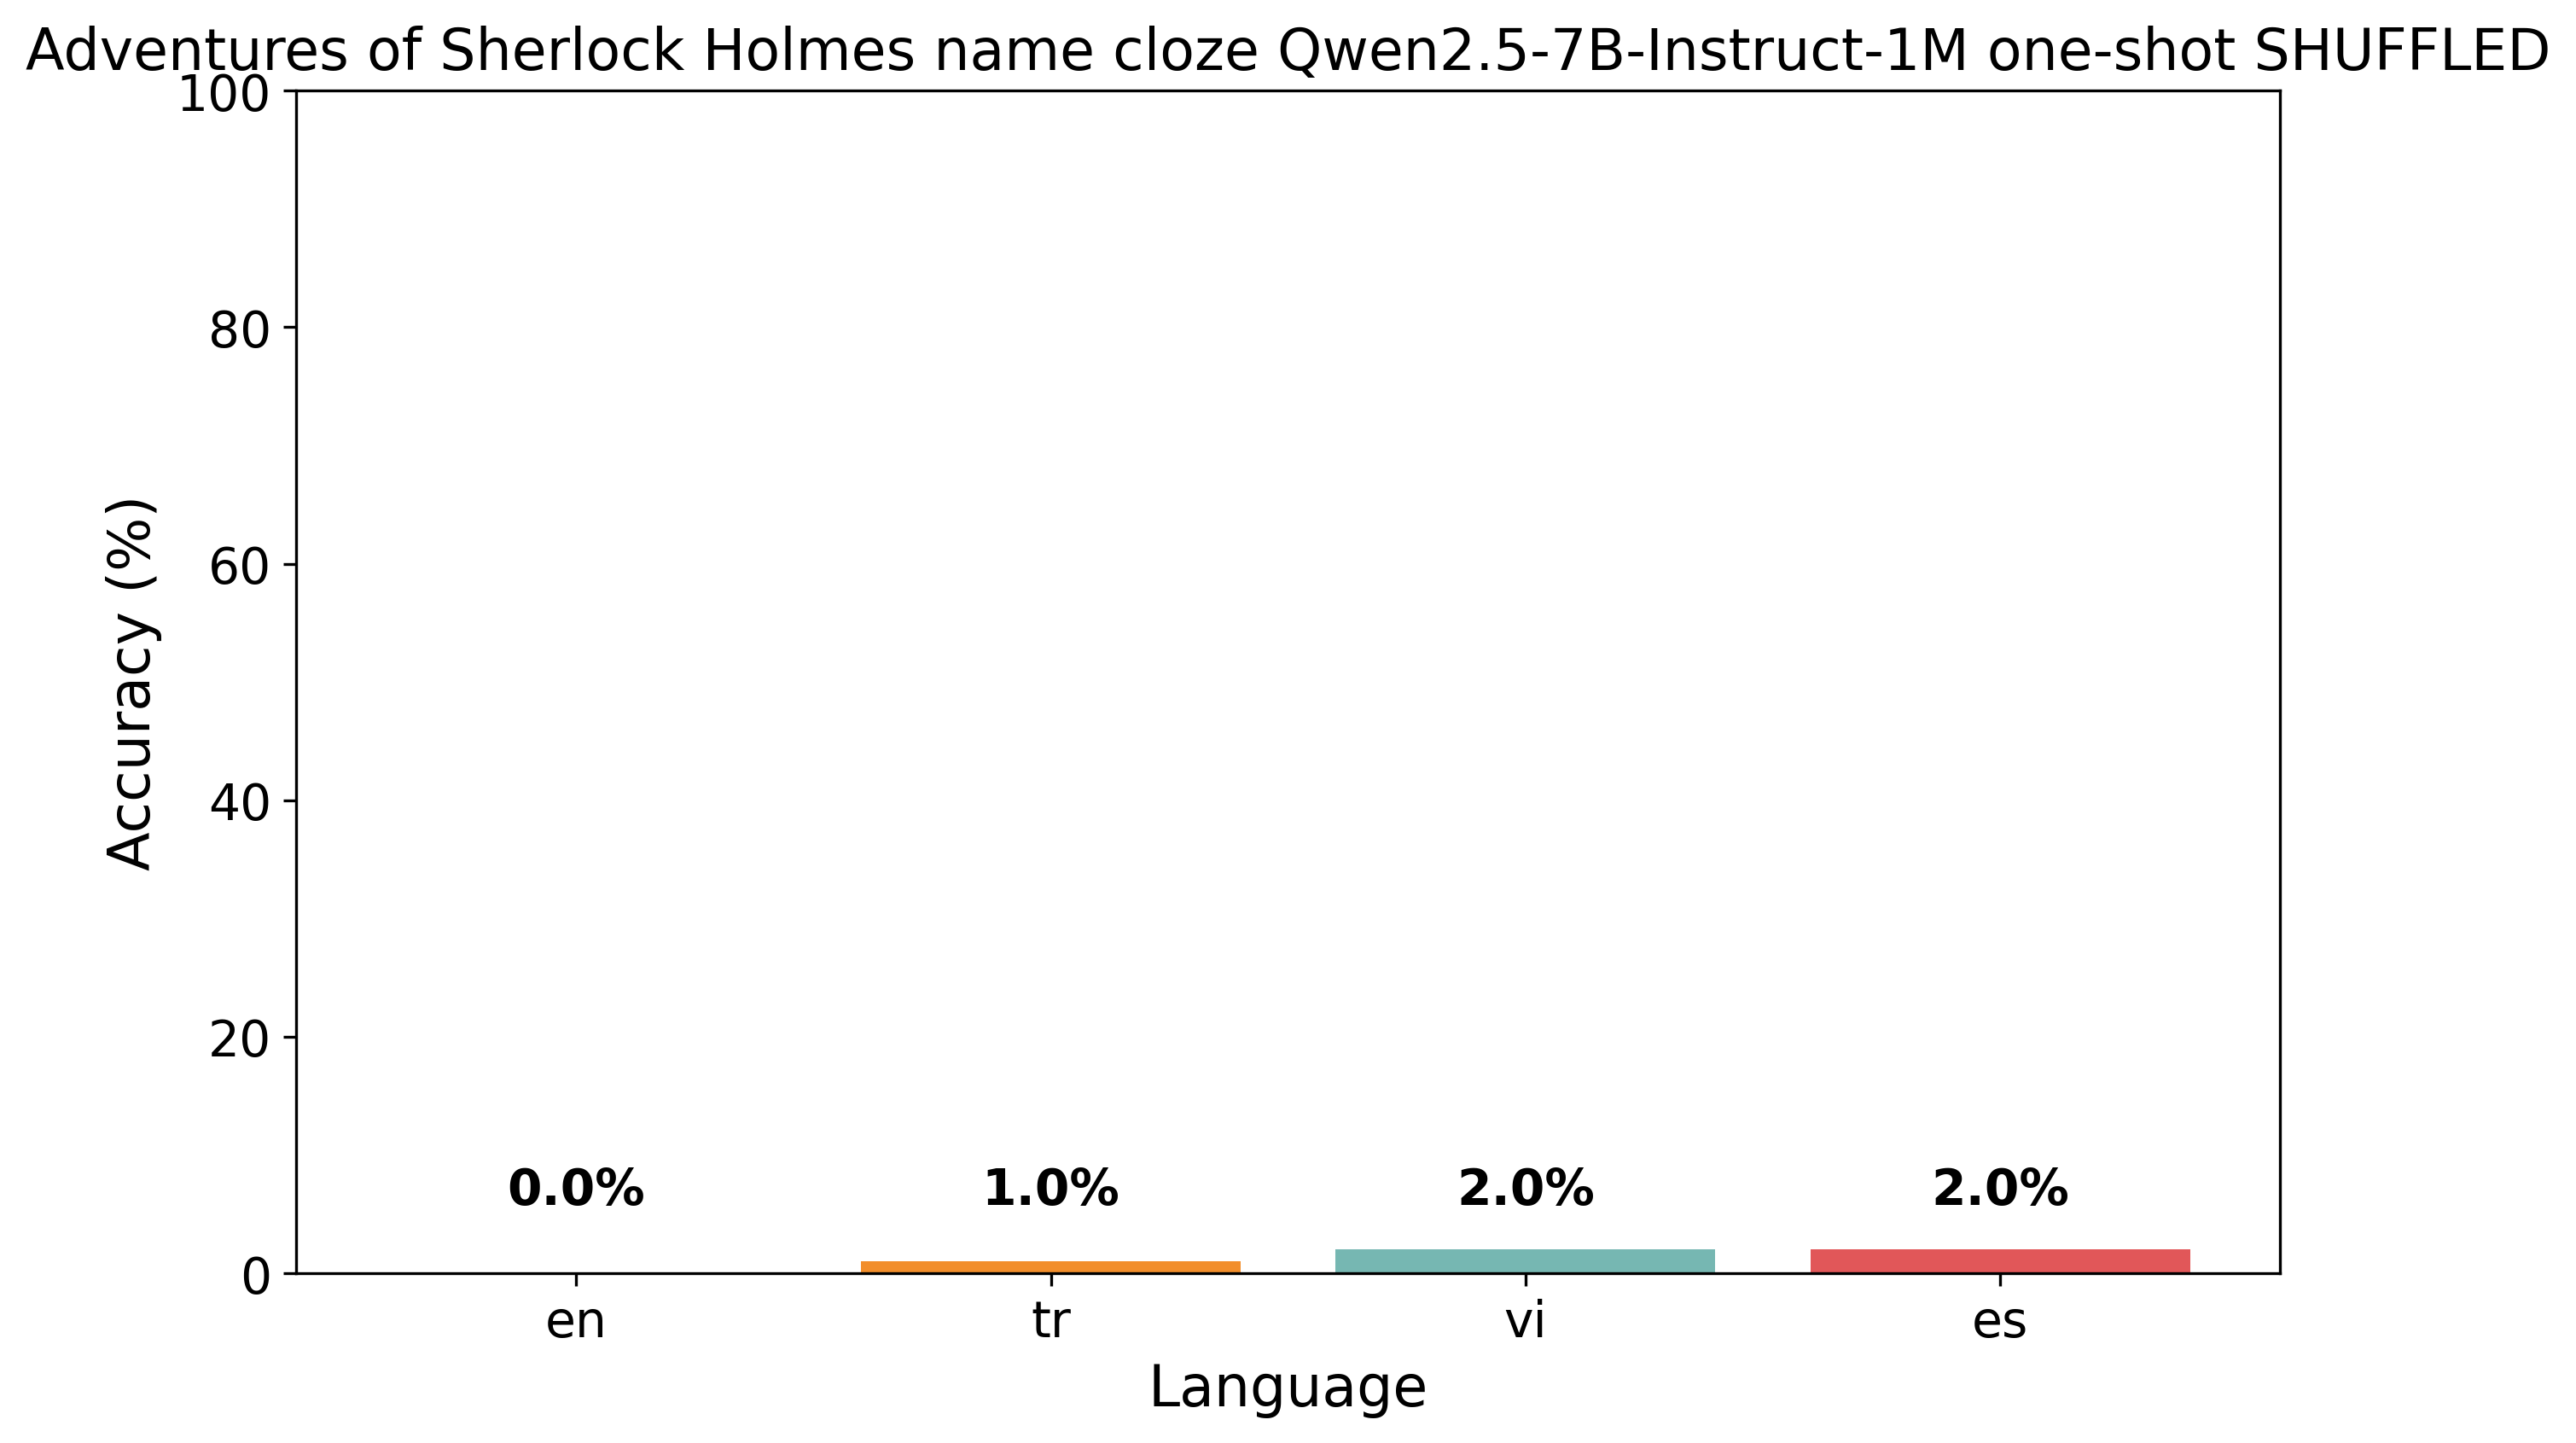 Adventures of Sherlock Holmes name cloze Qwen2.5-7B-Instruct-1M one-shot SHUFFLED
100
80
60
40
20
0
Accuracy (%)
0.0%
1.0%
2.0%
2.0%
en
tr
vi
es
Language